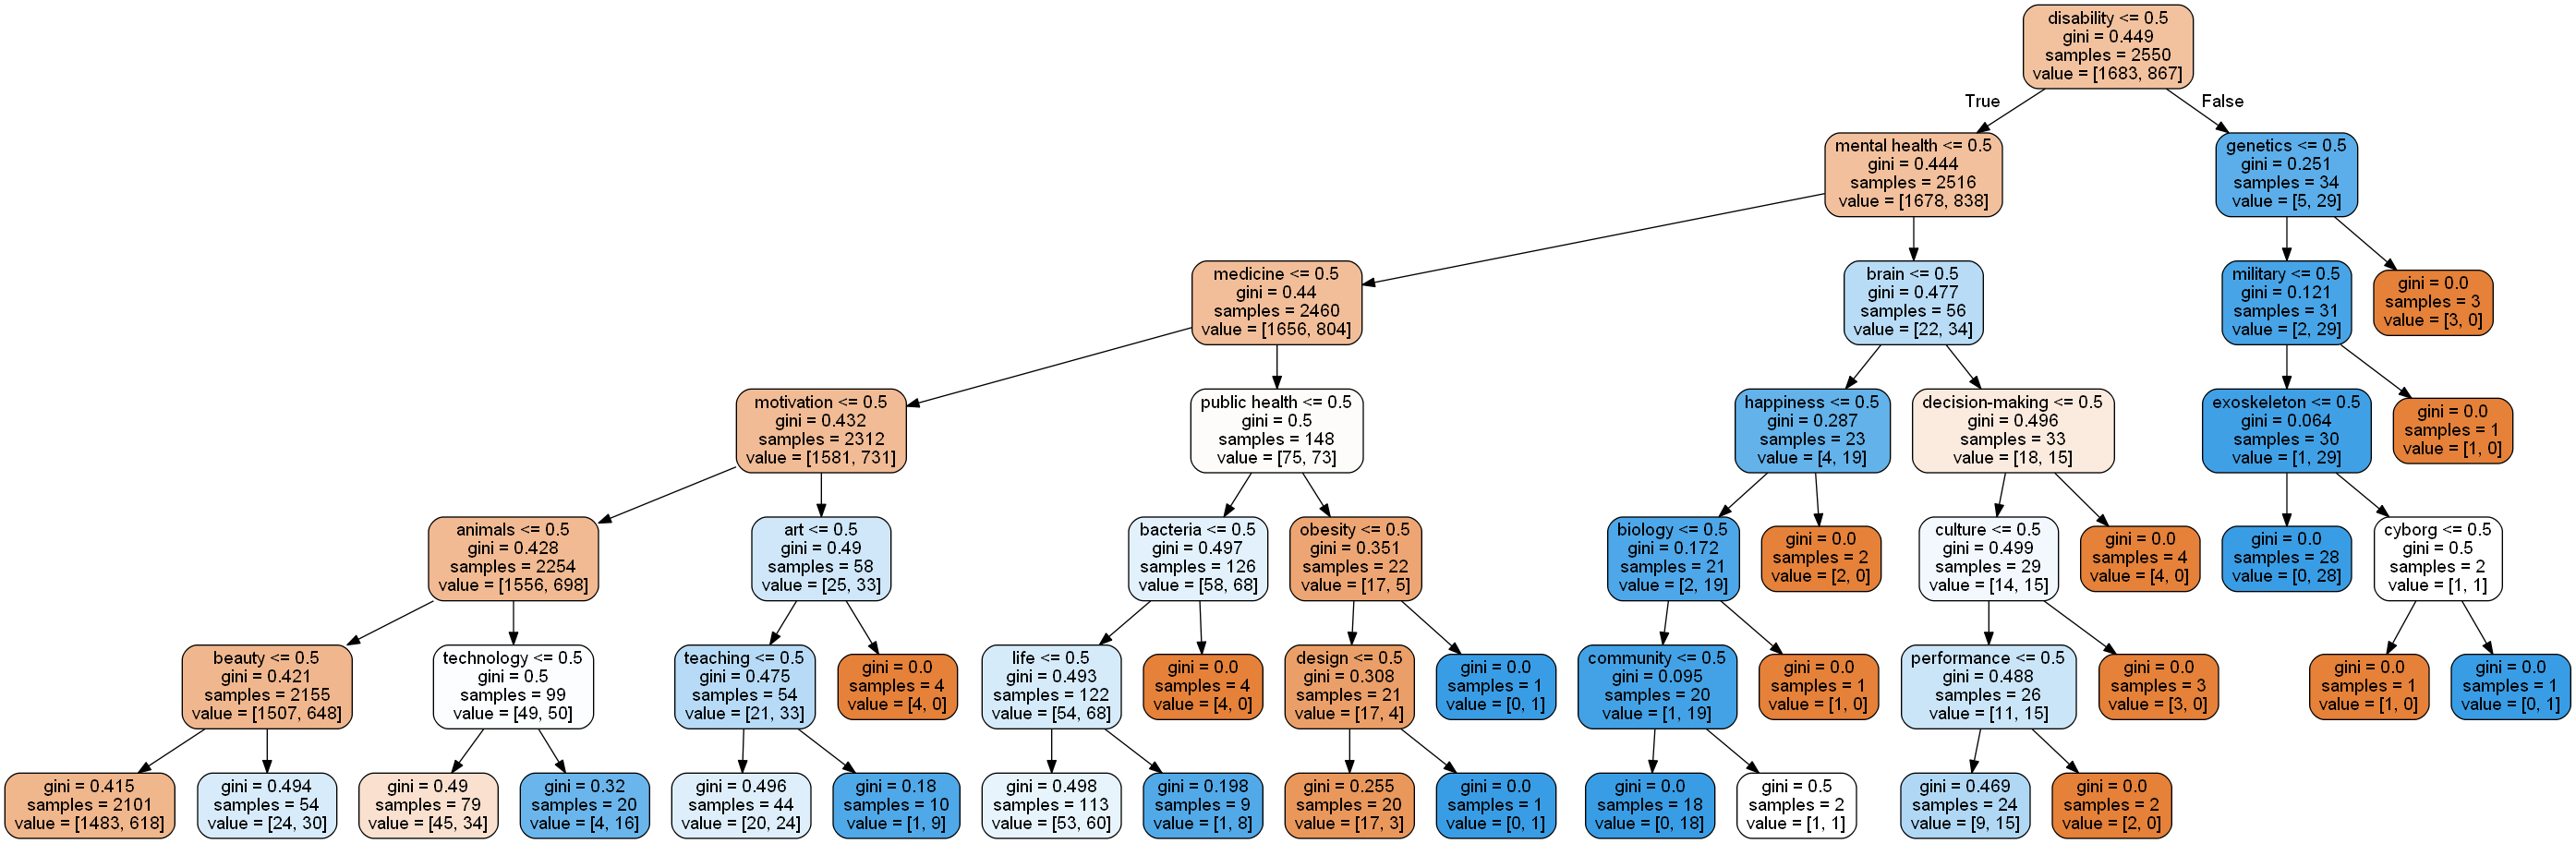 disability <= 0.5
gini = 0.449
samples = 2550
value = [1683, 867]
True
False
mental health <= 0.5
gini = 0.444
samples = 2516
value = [1678, 838]
genetics <= 0.5
gini = 0.251
samples = 34
value = [5, 29]
medicine <= 0.5
gini = 0.44
samples = 2460
value = [1656, 804]
brain <= 0.5
gini = 0.477
samples = 56
value = [22, 34]
military <= 0.5
gini = 0.121
samples = 31
value = [2, 29]
gini = 0.0
samples = 3
value = [3, 0]
motivation <= 0.5
gini = 0.432
samples = 2312
value = [1581, 731]
public health <= 0.5
gini = 0.5
samples = 148
value = [75, 73]
happiness <= 0.5
gini = 0.287
samples = 23
value = [4, 19]
decision-making <= 0.5
gini = 0.496
samples = 33
value = [18, 15]
exoskeleton <= 0.5
gini = 0.064
samples = 30
value = [1, 29]
gini = 0.0
samples = 1
value = [1, 0]
animals <= 0.5
gini = 0.428
samples = 2254
value = [1556, 698]
art <= 0.5
gini = 0.49
samples = 58
value = [25, 33]
bacteria <= 0.5
gini = 0.497
samples = 126
value = [58, 68]
obesity <= 0.5
gini = 0.351
samples = 22
value = [17, 5]
biology <= 0.5
gini = 0.172
samples = 21
value = [2, 19]
gini = 0.0
samples = 2
value = [2, 0]
culture <= 0.5
gini = 0.499
samples = 29
value = [14, 15]
gini = 0.0
samples = 4
value = [4, 0]
gini = 0.0
samples = 28
value = [0, 28]
cyborg <= 0.5
gini = 0.5
samples = 2
value = [1, 1]
beauty <= 0.5
gini = 0.421
samples = 2155
value = [1507, 648]
technology <= 0.5
gini = 0.5
samples = 99
value = [49, 50]
teaching <= 0.5
gini = 0.475
samples = 54
value = [21, 33]
gini = 0.0
samples = 4
value = [4, 0]
life <= 0.5
gini = 0.493
samples = 122
value = [54, 68]
gini = 0.0
samples = 4
value = [4, 0]
design <= 0.5
gini = 0.308
samples = 21
value = [17, 4]
gini = 0.0
samples = 1
value = [0, 1]
community <= 0.5
gini = 0.095
samples = 20
value = [1, 19]
gini = 0.0
samples = 1
value = [1, 0]
performance <= 0.5
gini = 0.488
samples = 26
value = [11, 15]
gini = 0.0
samples = 3
value = [3, 0]
gini = 0.0
samples = 1
value = [1, 0]
gini = 0.0
samples = 1
value = [0, 1]
gini = 0.415
samples = 2101
value = [1483, 618]
gini = 0.494
samples = 54
value = [24, 30]
gini = 0.49
samples = 79
value = [45, 34]
gini = 0.32
samples = 20
value = [4, 16]
gini = 0.496
samples = 44
value = [20, 24]
gini = 0.18
samples = 10
value = [1, 9]
gini = 0.498
samples = 113
value = [53, 60]
gini = 0.198
samples = 9
value = [1, 8]
gini = 0.255
samples = 20
value = [17, 3]
gini = 0.0
samples = 1
value = [0, 1]
gini = 0.0
samples = 18
value = [0, 18]
gini = 0.5
samples = 2
value = [1, 1]
gini = 0.469
samples = 24
value = [9, 15]
gini = 0.0
samples = 2
value = [2, 0]